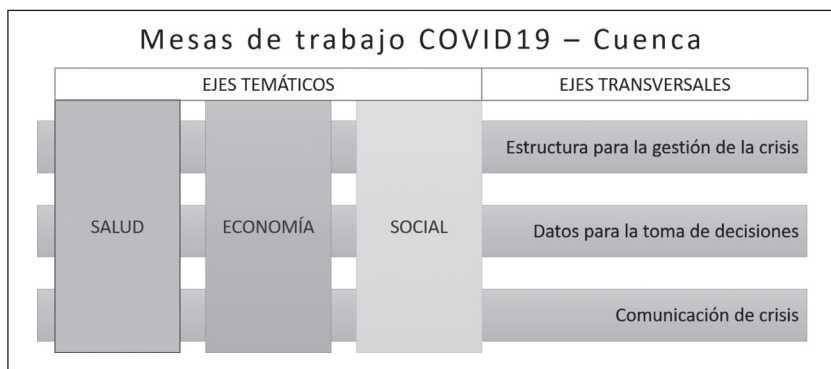 Mesas de trabajo COVID19 – Cuenca
EJES TEMÁTICOS
EJES TRANSVERSALES
Estructura para la gestión de la crisis
SALUD
ECONOMÍA
SOCIAL
Datos para la toma de decisiones
Comunicación de crisis